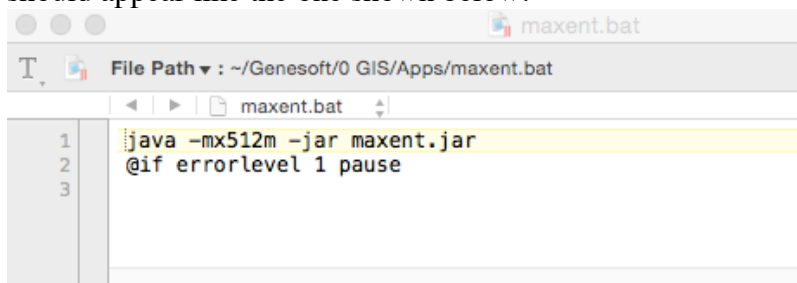 should appear like the one shown below.
maxent.bat
File Path ▾ : ~/Genesoft/0 GIS/Apps/maxent.bat
maxent.bat
1 java -mx512m -jar maxent.jar
2 @if errorlevel 1 pause
3